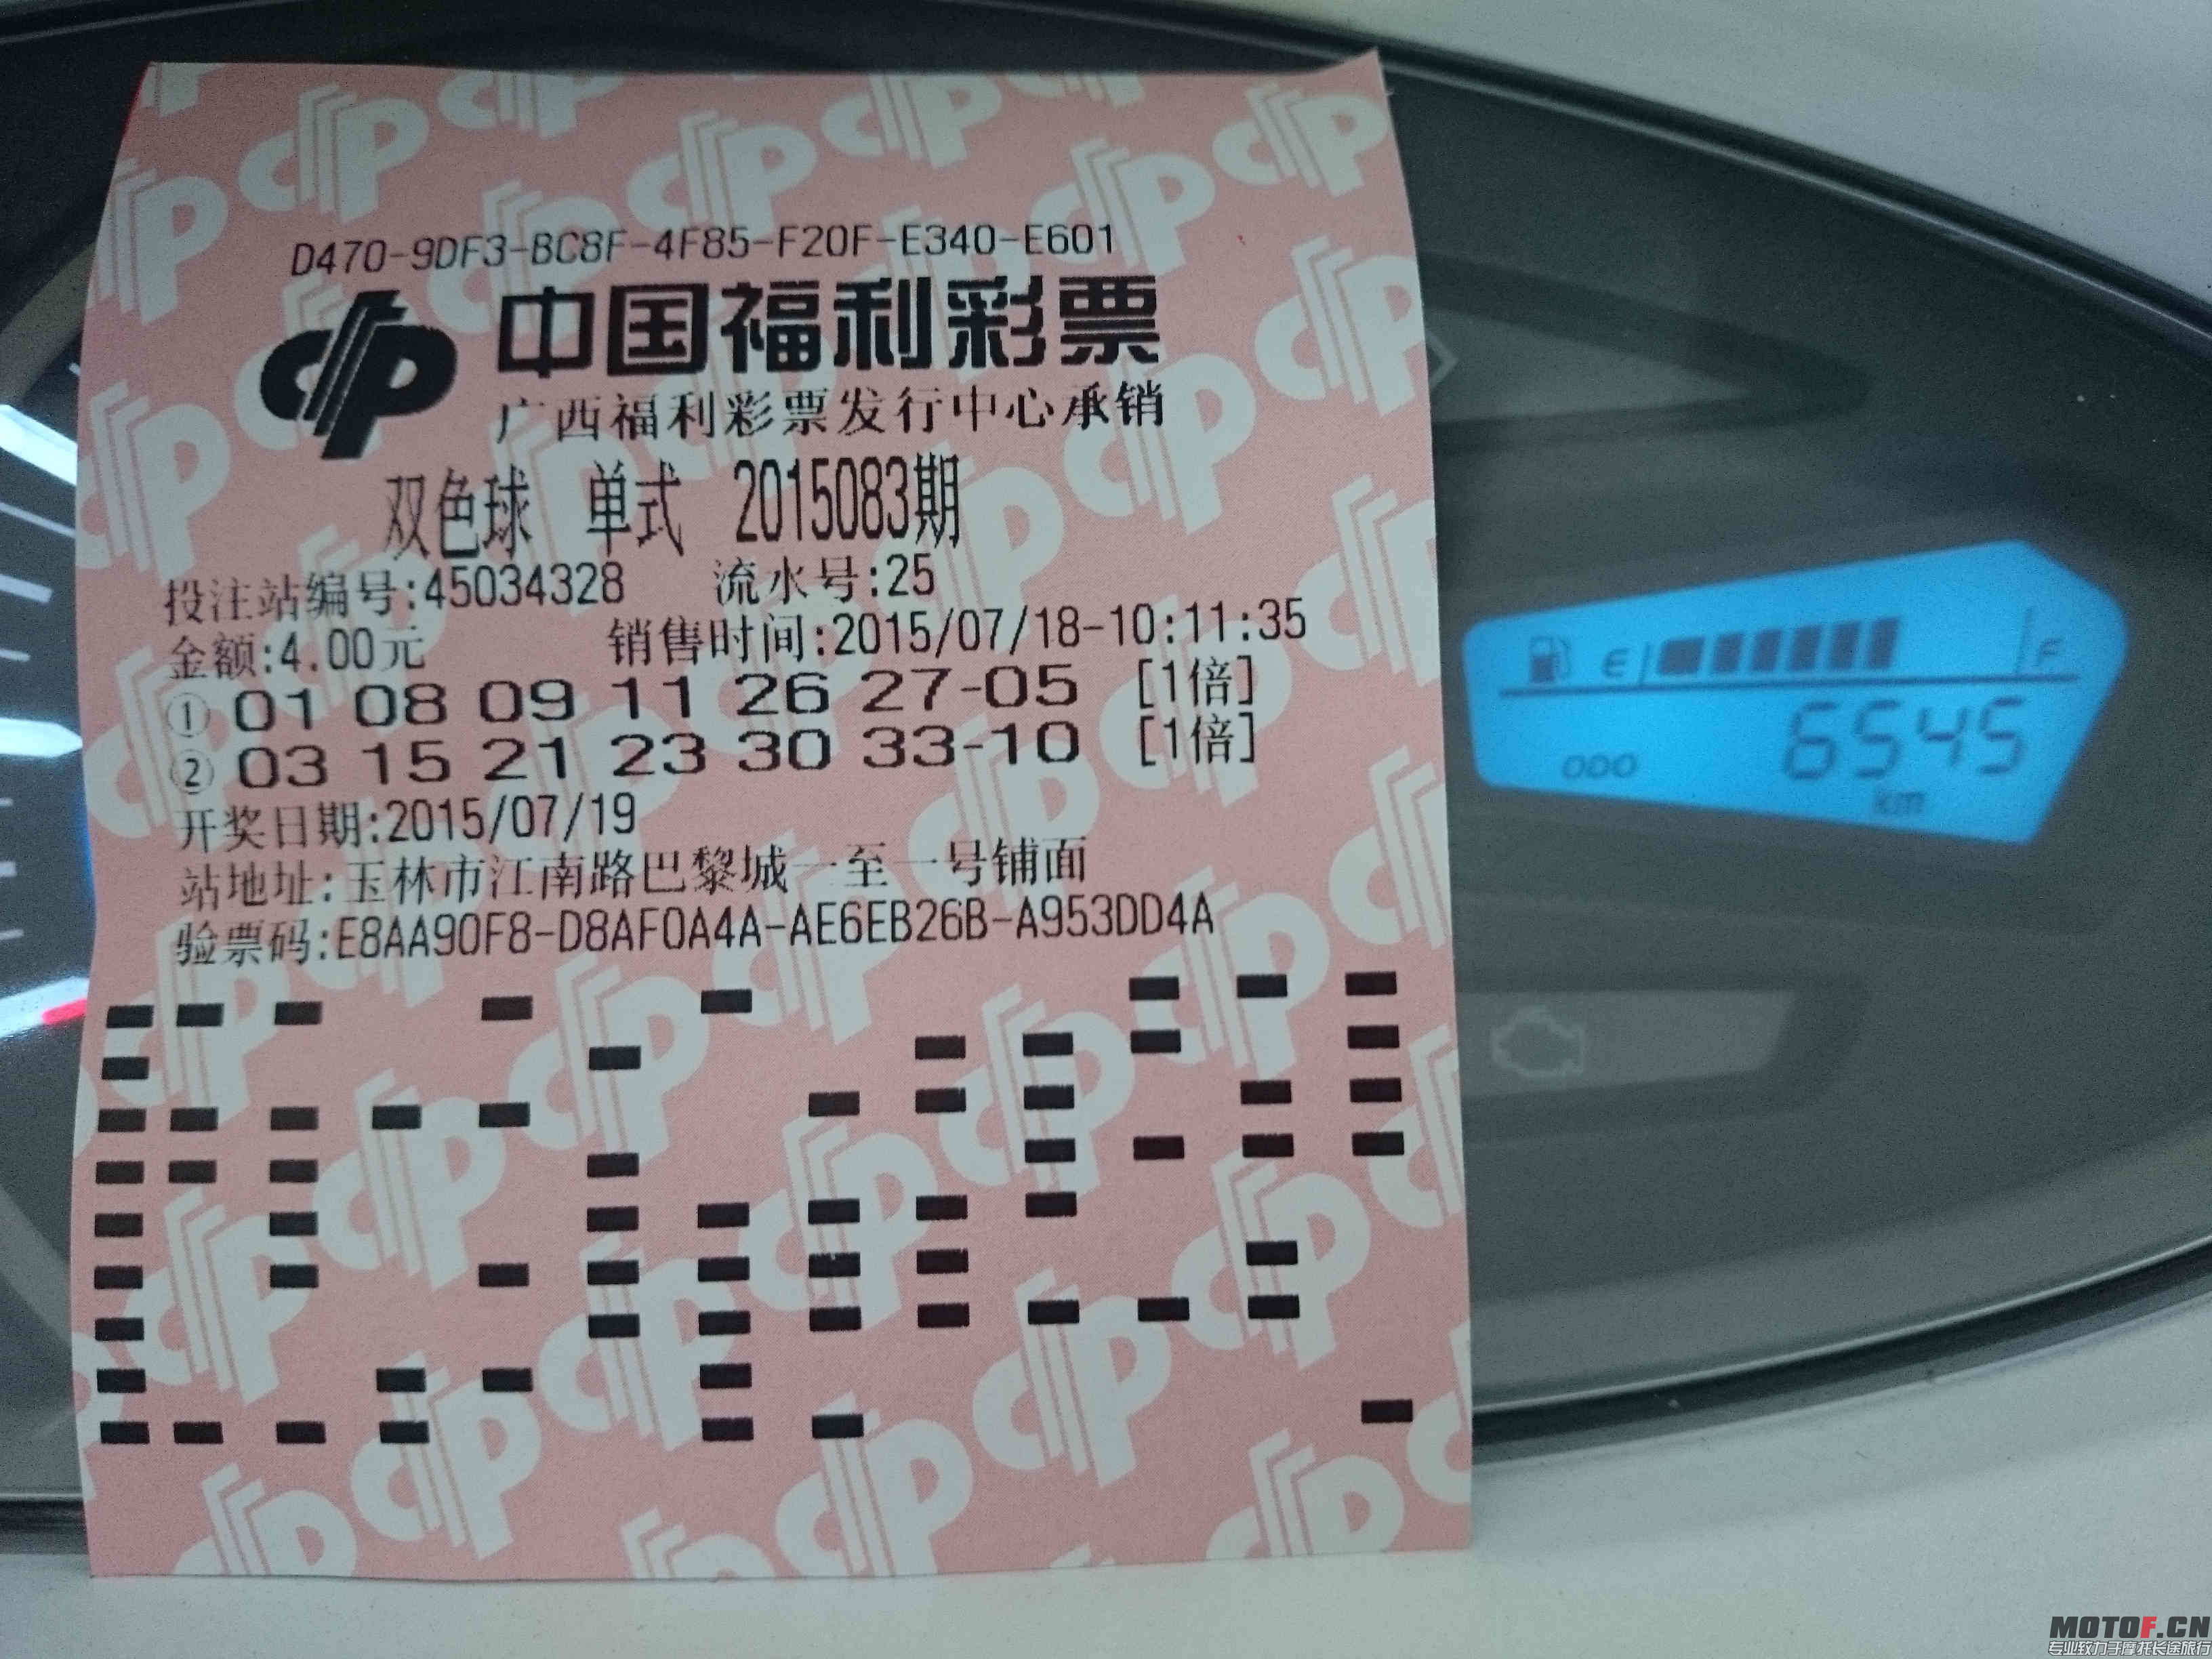 D470-9DF3-BC8F-4F85-F20F-E340-E601
中国福利彩票
广西福利彩票发行中心承销
双色球 单式 2015083期
投注站编号:45034328 流水号:25
金额:4.00元 销售时间:2015/07/18-10:11:35
① 01 08 09 11 26 27-05 [1倍]
② 03 15 21 23 30 33-10 [1倍]
开奖日期:2015/07/19
站地址:玉林市江南路巴黎城一至一号铺面
验票码:E8AA90F8-D8AF0A4A-AE6EB26B-A953DD4A
E F
ODO 6545
km
MOTOF.CN
专业致力于摩托长途旅行